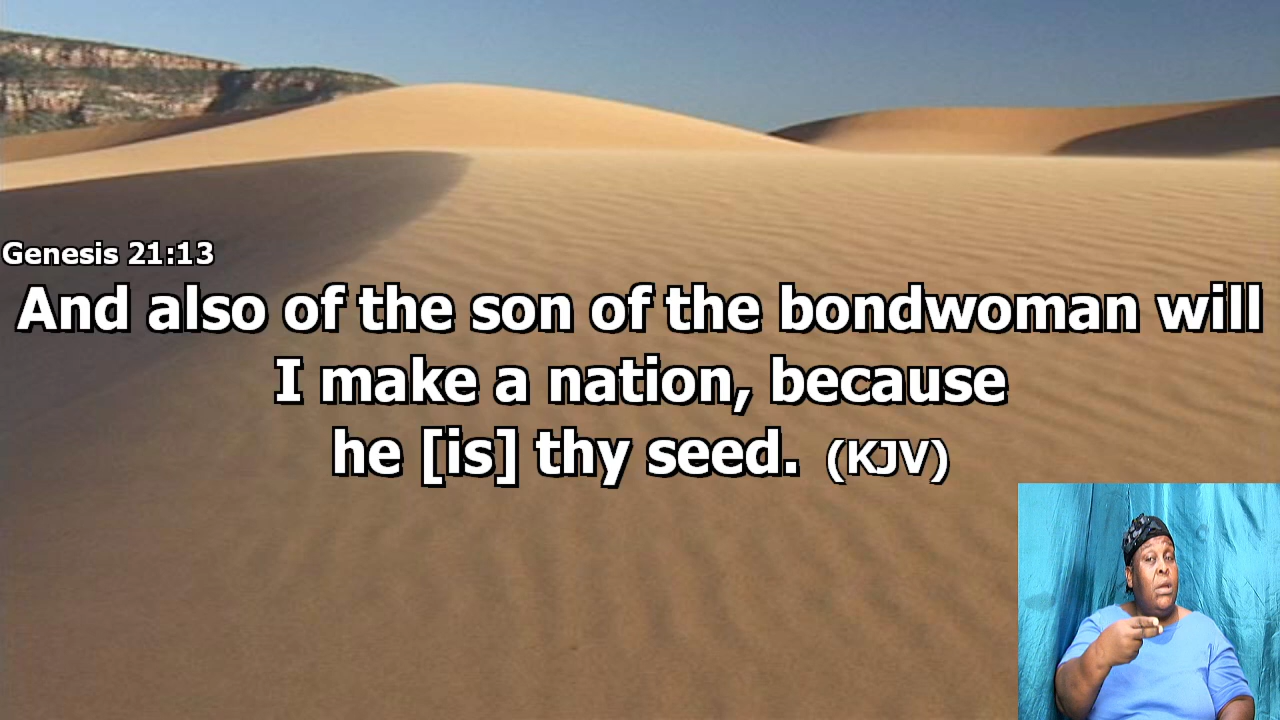 Genesis 21:13
And also of the son of the bondwoman will
I make a nation, because
he [is] thy seed. (KJV)